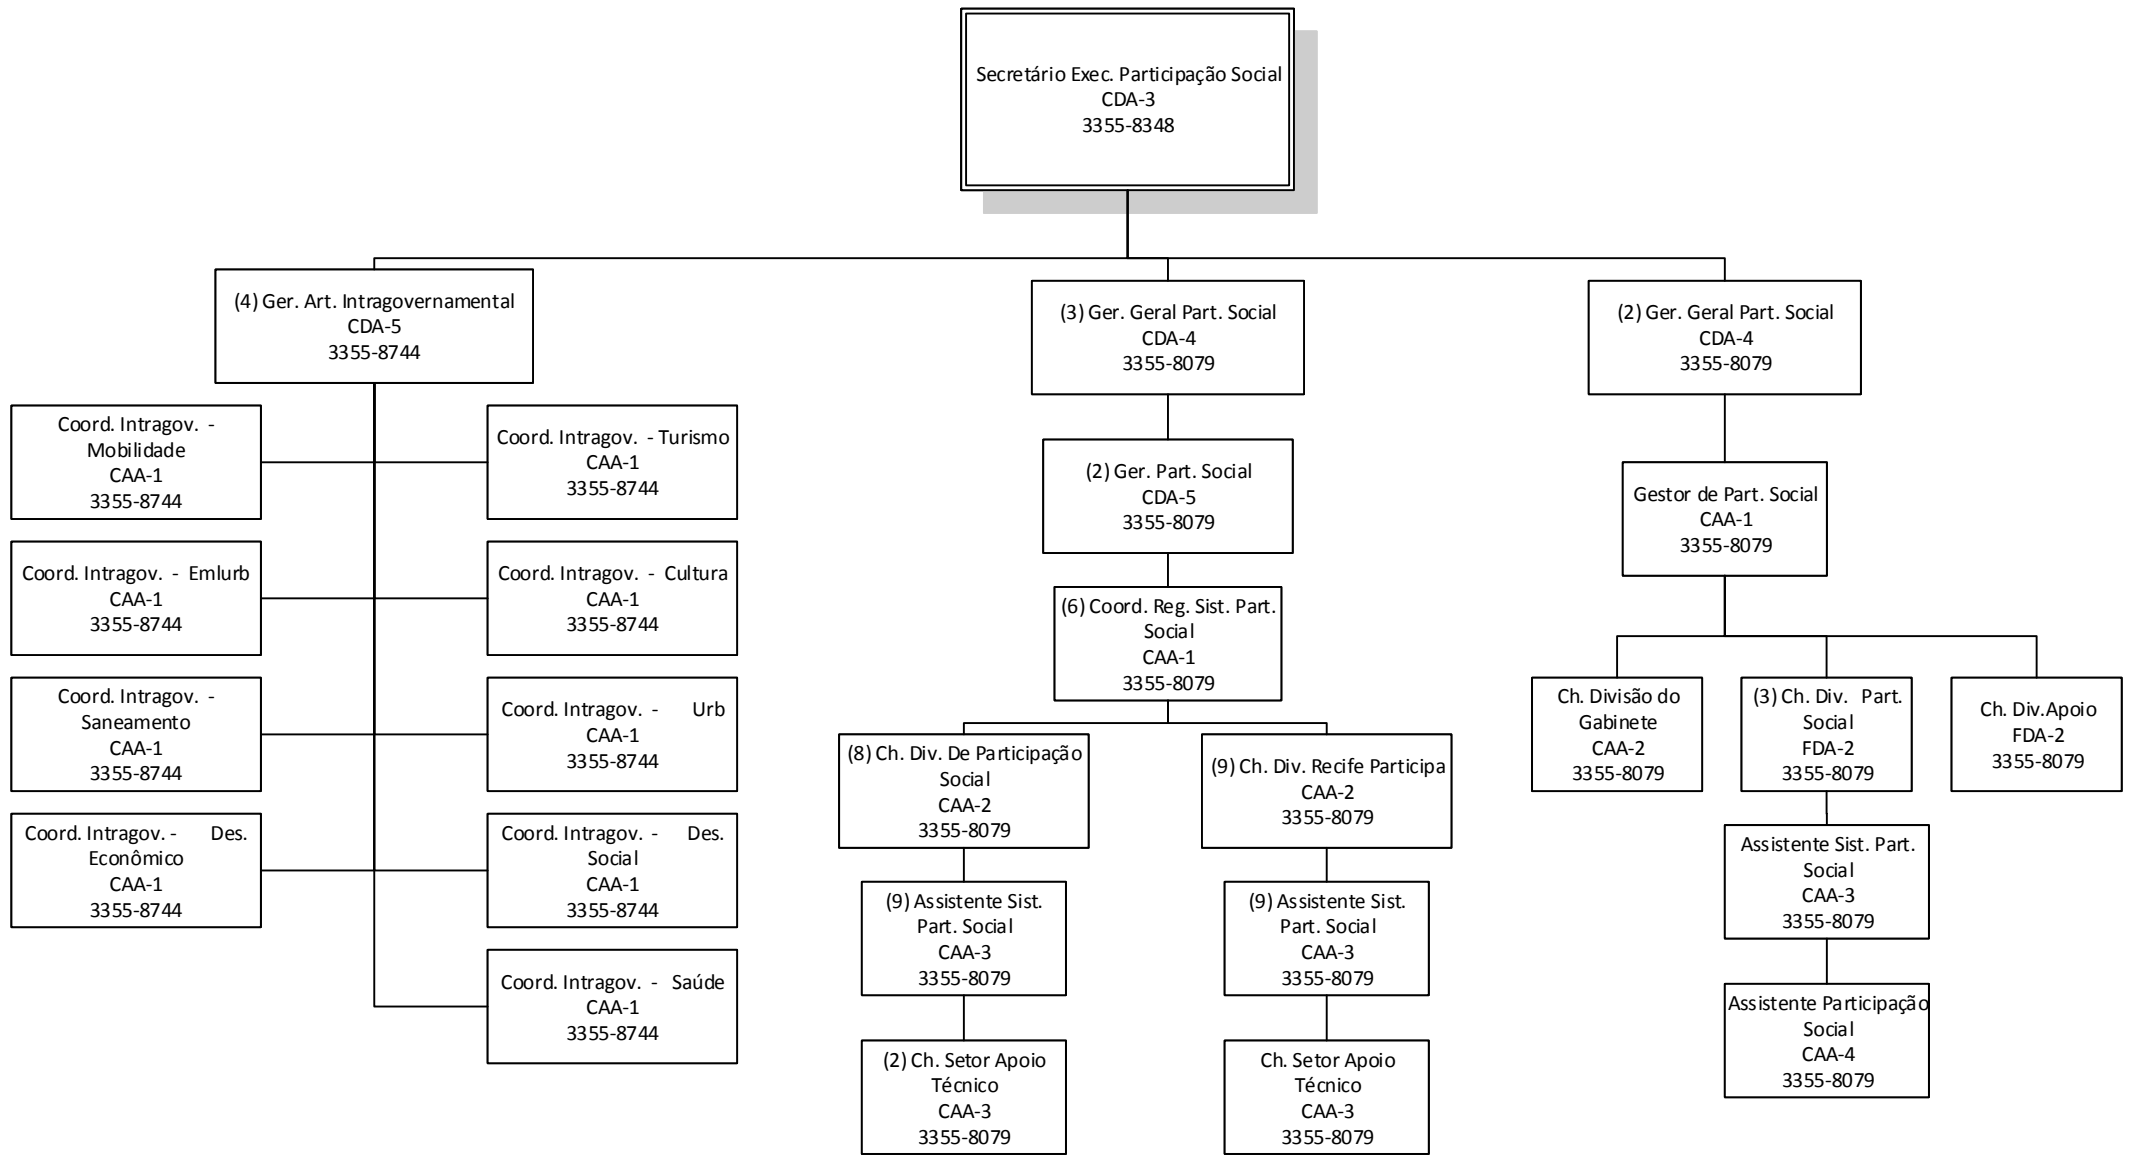 Secretário Exec. Participação Social
CDA-3
3355-8348
(4) Ger. Art. Intragovernamental
CDA-5
3355-8744
Coord. Intragov. -
Mobilidade
CAA-1
3355-8744
Coord. Intragov. - Turismo
CAA-1
3355-8744
Coord. Intragov. - Emlurb
CAA-1
3355-8744
Coord. Intragov. - Cultura
CAA-1
3355-8744
Coord. Intragov. -
Saneamento
CAA-1
3355-8744
Coord. Intragov. - Urb
CAA-1
3355-8744
Coord. Intragov. - Des.
Econômico
CAA-1
3355-8744
Coord. Intragov. - Des.
Social
CAA-1
3355-8744
Coord. Intragov. - Saúde
CAA-1
3355-8744
(3) Ger. Geral Part. Social
CDA-4
3355-8079
(2) Ger. Part. Social
CDA-5
3355-8079
(6) Coord. Reg. Sist. Part.
Social
CAA-1
3355-8079
(8) Ch. Div. De Participação
Social
CAA-2
3355-8079
(9) Assistente Sist.
Part. Social
CAA-3
3355-8079
(2) Ch. Setor Apoio
Técnico
CAA-3
3355-8079
(9) Ch. Div. Recife Participa
CAA-2
3355-8079
(9) Assistente Sist.
Part. Social
CAA-3
3355-8079
Ch. Setor Apoio
Técnico
CAA-3
3355-8079
(2) Ger. Geral Part. Social
CDA-4
3355-8079
Gestor de Part. Social
CAA-1
3355-8079
Ch. Divisão do
Gabinete
CAA-2
3355-8079
(3) Ch. Div. Part.
Social
FDA-2
3355-8079
Assistente Sist. Part.
Social
CAA-3
3355-8079
Assistente Participação
Social
CAA-4
3355-8079
Ch. Div.Apoio
FDA-2
3355-8079